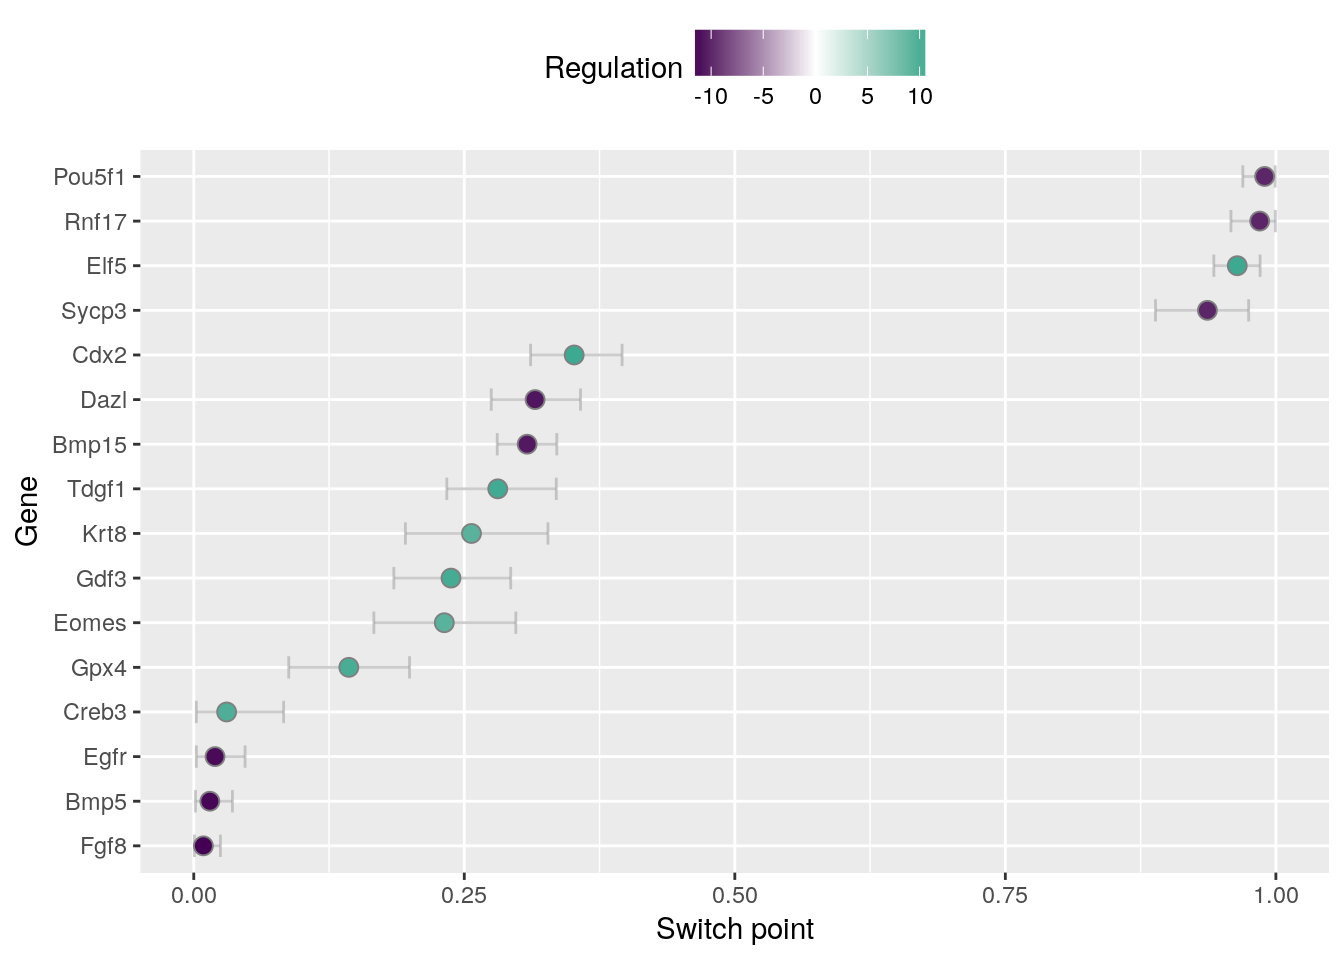 Regulation
-10 -5 0 5 10
Pou5f1
Rnf17
Elf5
Sycp3
Cdx2
Dazl
Bmp15
Tdgf1
Krt8
Gdf3
Eomes
Gpx4
Creb3
Egfr
Bmp5
Fgf8
Gene
0.00 0.25 0.50 0.75 1.00
Switch point